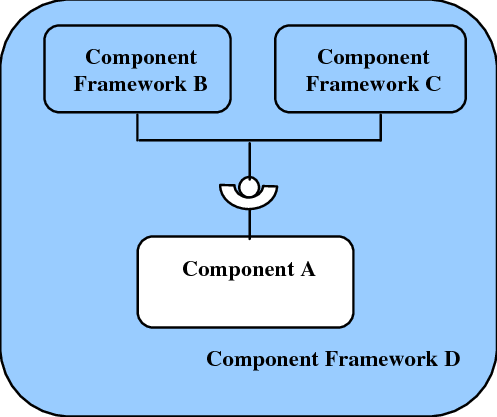 Component
Framework B
Component
Framework C
Component A
Component Framework D